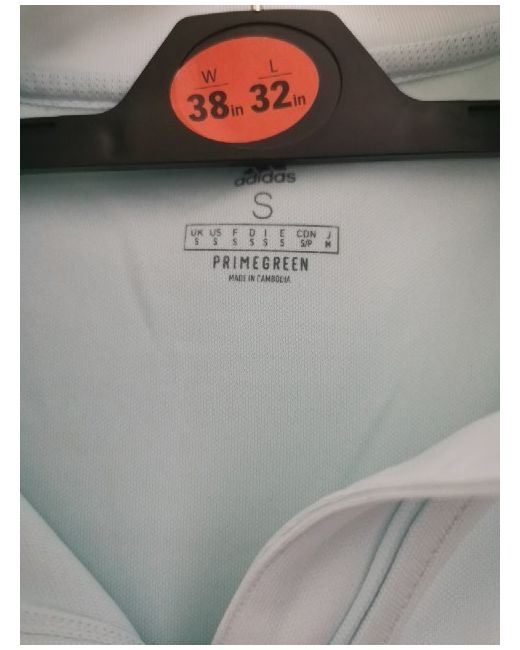 W L
38in 32in
adidas
S
UK US F D I E CDN J
S S S S S S S/P M
PRIMEGREEN
MADE IN CAMBODIA